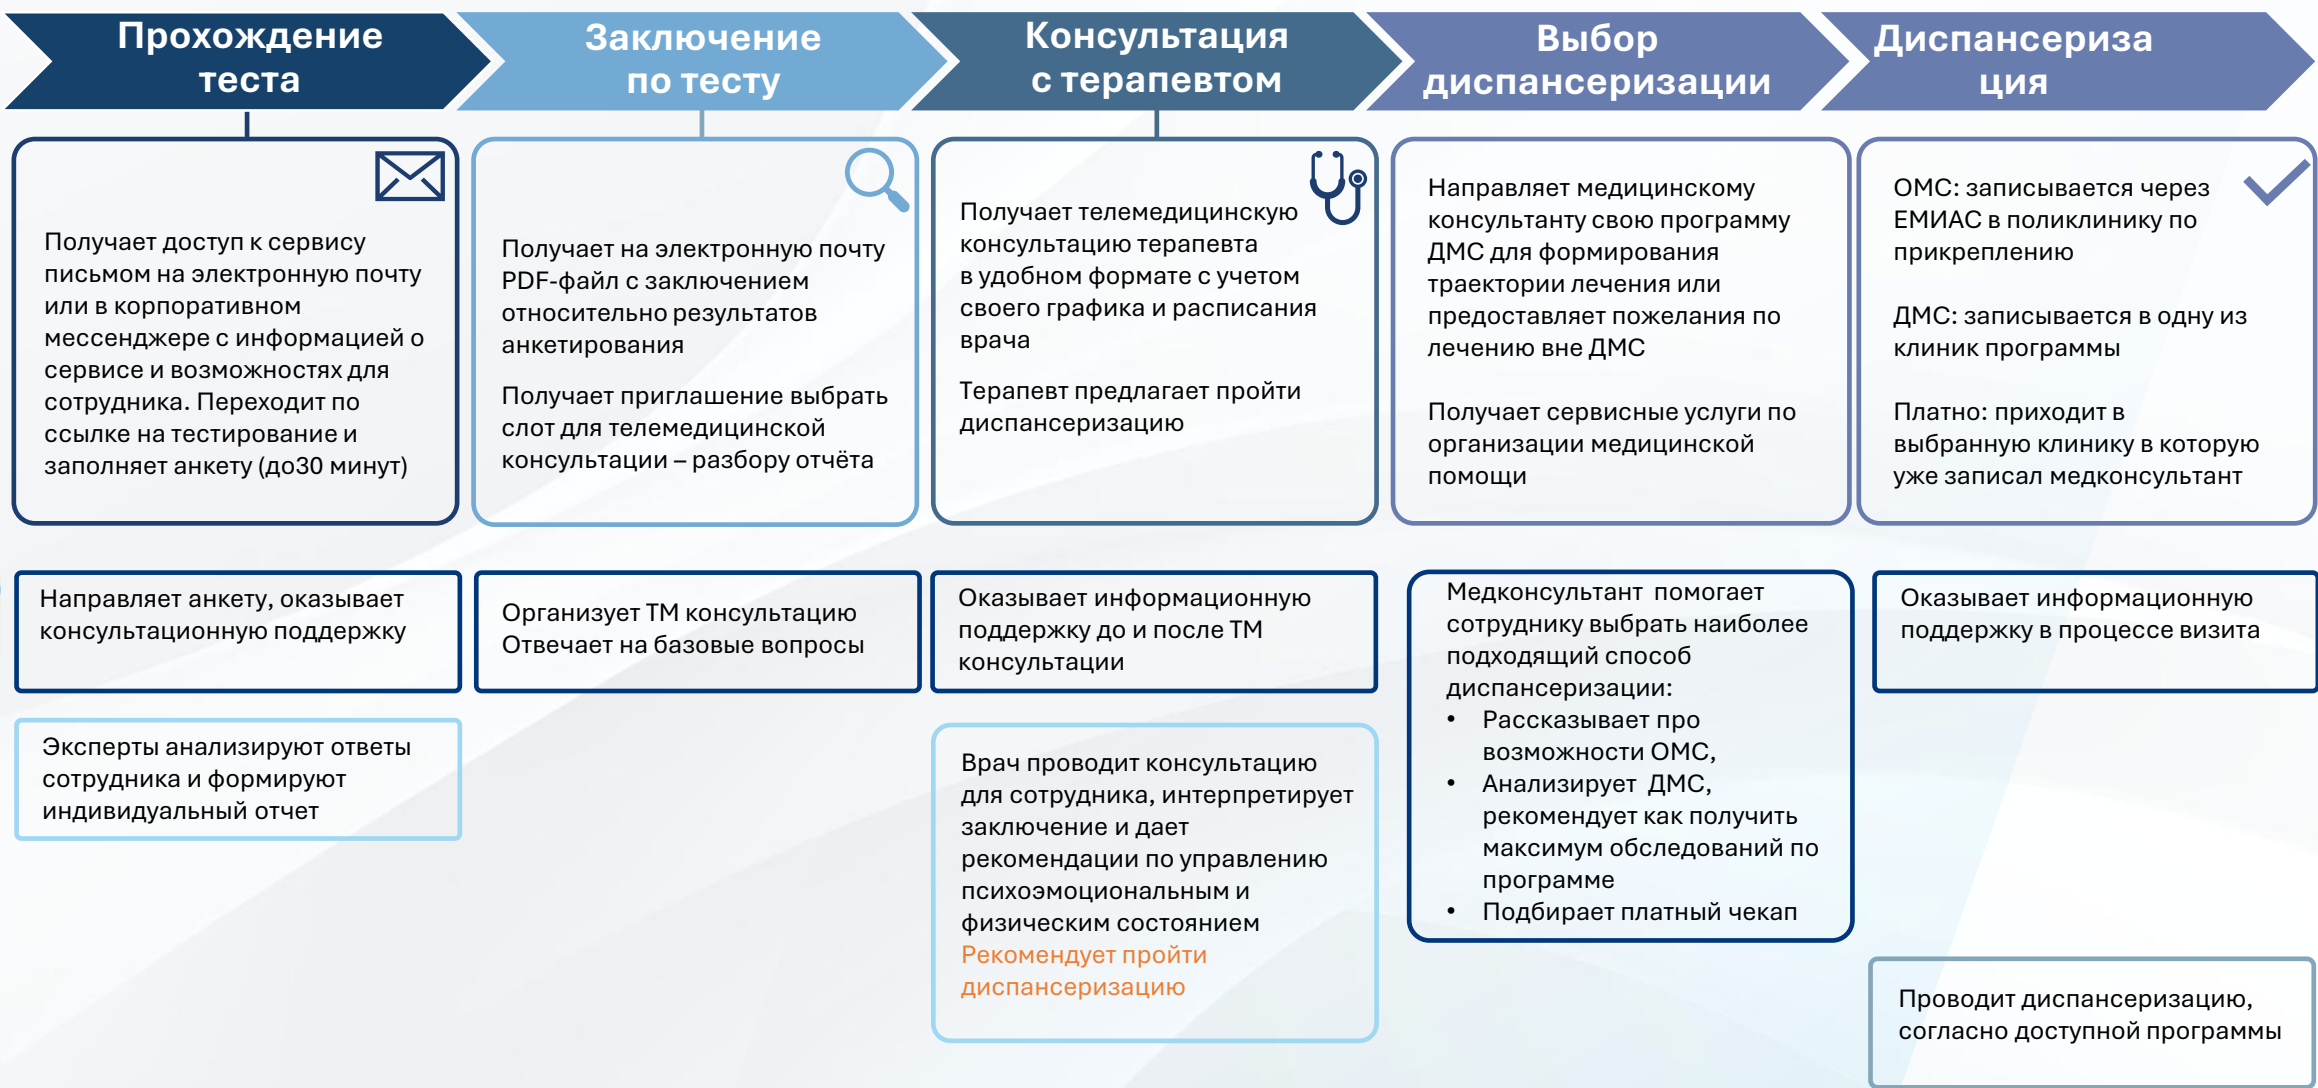 Прохождение
теста
Заключение
по тесту
Консультация
с терапевтом
Выбор
диспансеризации
Диспансериза
ция
Получает доступ к сервису
письмом на электронную почту
или в корпоративном
мессенджере с информацией о
сервисе и возможностях для
сотрудника. Переходит по
ссылке на тестирование и
заполняет анкету (до30 минут)
Получает на электронную почту
PDF-файл с заключением
относительно результатов
анкетирования
Получает приглашение выбрать
слот для телемедицинской
консультации – разбору отчёта
Получает телемедицинскую
консультацию терапевта
в удобном формате с учетом
своего графика и расписания
врача
Терапевт предлагает пройти
диспансеризацию
Направляет медицинскому
консультанту свою программу
ДМС для формирования
траектории лечения или
предоставляет пожелания по
лечению вне ДМС
Получает сервисные услуги по
организации медицинской
помощи
ОМС: записывается через
ЕМИАС в поликлинику по
прикреплению
ДМС: записывается в одну из
клиник программы
Платно: приходит в
выбранную клинику в которую
уже записал медконсультант
Направляет анкету, оказывает
консультационную поддержку
Организует ТМ консультацию
Отвечает на базовые вопросы
Оказывает информационную
поддержку до и после ТМ
консультации
Медконсультант помогает
сотруднику выбрать наиболее
подходящий способ
диспансеризации:
• Рассказывает про
возможности ОМС,
• Анализирует ДМС,
рекомендует как получить
максимум обследований по
программе
• Подбирает платный чекап
Оказывает информационную
поддержку в процессе визита
Эксперты анализируют ответы
сотрудника и формируют
индивидуальный отчет
Врач проводит консультацию
для сотрудника, интерпретирует
заключение и дает
рекомендации по управлению
психоэмоциональным и
физическим состоянием
Рекомендует пройти
диспансеризацию
Проводит диспансеризацию,
согласно доступной программы